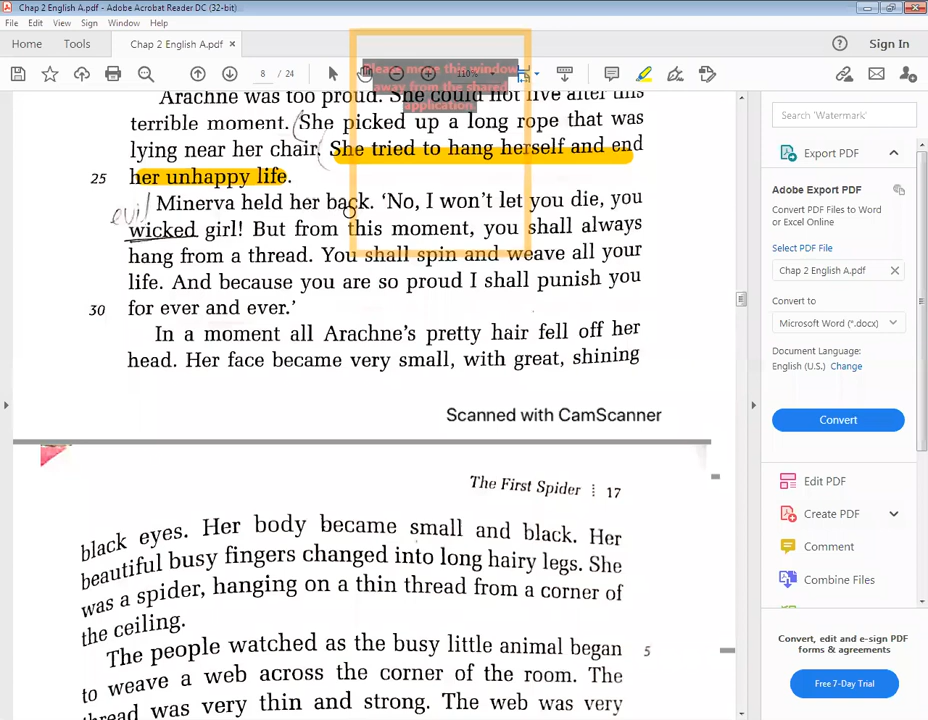 Chap 2 English A.pdf - Adobe Acrobat Reader DC (32-bit)
File Edit View Sign Window Help
Home Tools Chap 2 English A.pdf × Sign In
8 / 24 110%
Please move this window
away from the shared
application.
Arachne was too proud. She could not live after this
terrible moment. She picked up a long rope that was
lying near her chair. She tried to hang herself and end
25 her unhappy life.
evil
Minerva held her back. ‘No, I won’t let you die, you
wicked girl! But from this moment, you shall always
hang from a thread. You shall spin and weave all your
life. And because you are so proud I shall punish you
30 for ever and ever.’
In a moment all Arachne’s pretty hair fell off her
head. Her face became very small, with great, shining
Scanned with CamScanner
The First Spider 17
black eyes. Her body became small and black. Her
beautiful busy fingers changed into long hairy legs. She
was a spider, hanging on a thin thread from a corner of
the ceiling.
The people watched as the busy little animal began 5
to weave a web across the corner of the room. The
thread was very thin and strong. The web was very
Search 'Watermark'
Export PDF
Adobe Export PDF
Convert PDF Files to Word
or Excel Online
Select PDF File
Chap 2 English A.pdf ×
Convert to
Microsoft Word (*.docx)
Document Language:
English (U.S.) Change
Convert
Edit PDF
Create PDF
Comment
Combine Files
Convert, edit and e-sign PDF
forms & agreements
Free 7-Day Trial